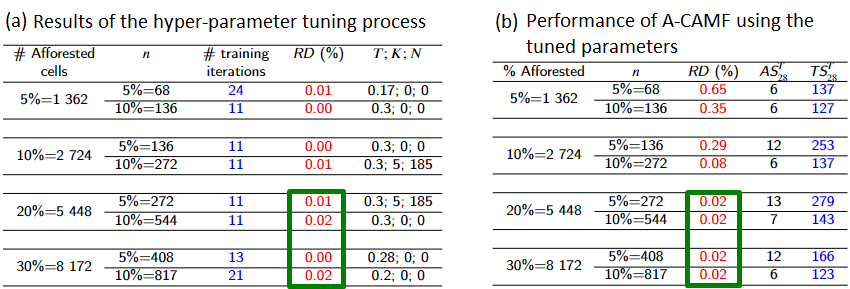 (a) Results of the hyper-parameter tuning process
# Afforested cells n # training iterations RD (%) T; K; N
5%=1 362 5%=68 24 0.01 0.17; 0; 0
10%=136 11 0.00 0.3; 0; 0
10%=2 724 5%=136 11 0.00 0.3; 0; 0
10%=272 11 0.01 0.3; 5; 185
20%=5 448 5%=272 11 0.01 0.3; 5; 185
10%=544 11 0.02 0.3; 0; 0
30%=8 172 5%=408 13 0.00 0.28; 0; 0
10%=817 21 0.02 0.2; 0; 0
(b) Performance of A-CAMF using the
tuned parameters
% Afforested n RD (%) AS^r_28 TS^r_28
5%=1 362 5%=68 0.65 6 137
10%=136 0.35 6 127
10%=2 724 5%=136 0.29 12 253
10%=272 0.08 6 137
20%=5 448 5%=272 0.02 13 279
10%=544 0.02 7 143
30%=8 172 5%=408 0.02 12 166
10%=817 0.02 6 123